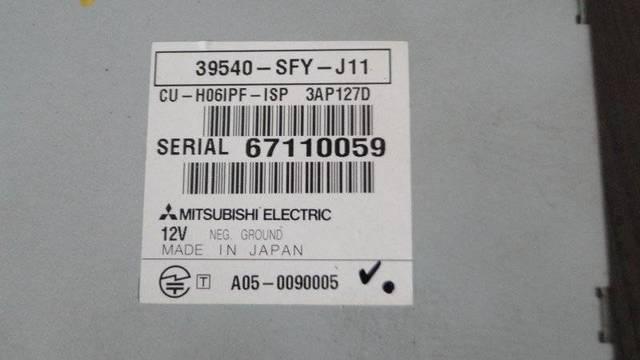 39540-SFY-J11
CU-H06IPF-ISP 3AP127D
SERIAL 67110059
MITSUBISHI ELECTRIC
12V NEG. GROUND
MADE IN JAPAN
T A05-0090005